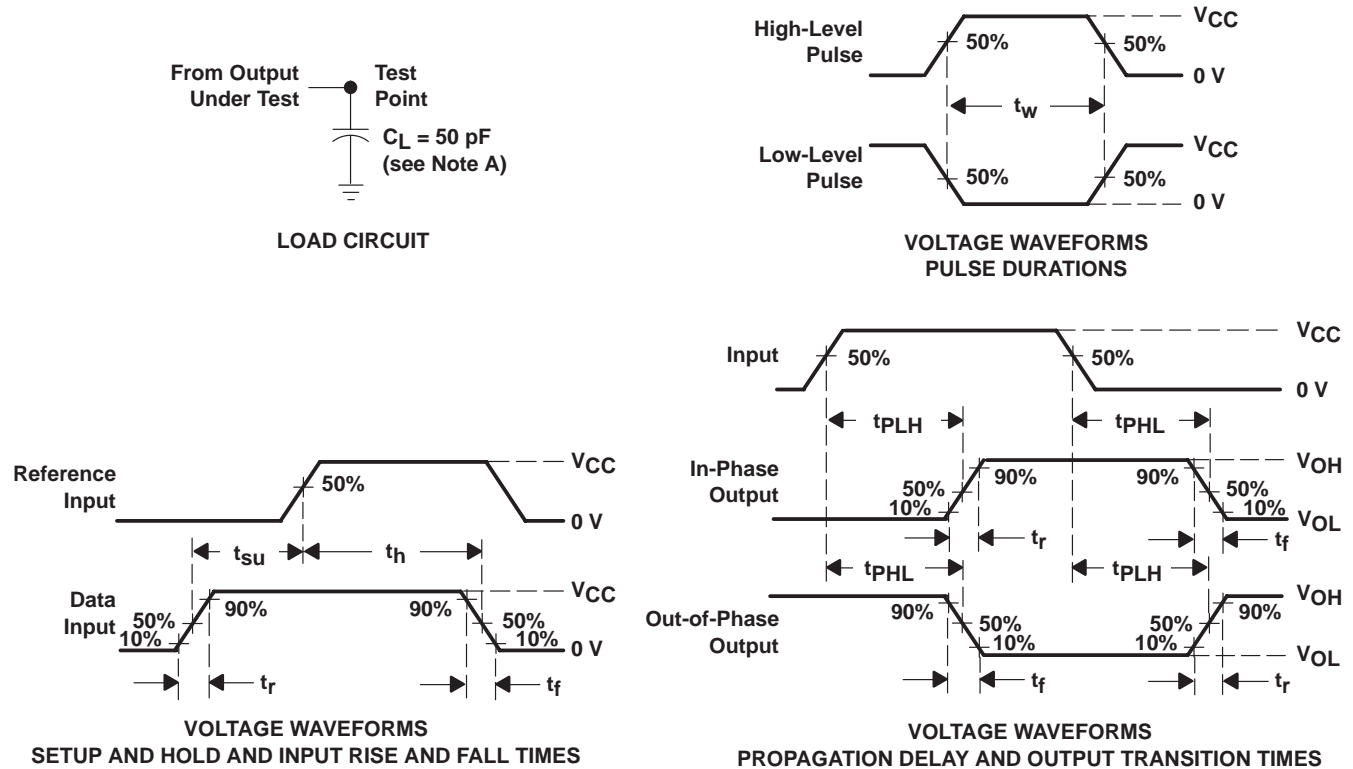 From Output
Under Test
Test
Point
CL = 50 pF
(see Note A)
LOAD CIRCUIT
High-Level
Pulse
50%
50%
VCC
0 V
tw
Low-Level
Pulse
50%
50%
VCC
0 V
VOLTAGE WAVEFORMS
PULSE DURATIONS
Reference
Input
50%
VCC
0 V
tsu
th
Data
Input
50%
10%
90%
90%
50%
10%
VCC
0 V
tr
tf
VOLTAGE WAVEFORMS
SETUP AND HOLD AND INPUT RISE AND FALL TIMES
Input
50%
50%
VCC
0 V
tPLH
tPHL
In-Phase
Output
50%
10%
90%
90%
50%
10%
VOH
VOL
tr
tf
tPHL
tPLH
Out-of-Phase
Output
90%
50%
10%
50%
10%
90%
VOH
VOL
tf
tr
VOLTAGE WAVEFORMS
PROPAGATION DELAY AND OUTPUT TRANSITION TIMES